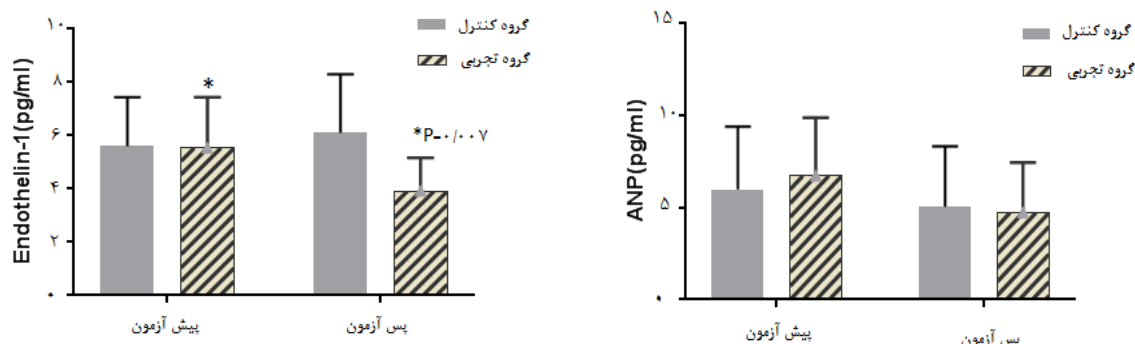 Endothelin-1(pg/ml)
۱۰
۸
۶
۴
۲
۰
گروه کنترل
گروه تجربی
*
*P-۰/۰۰۷
پیش آزمون
پس آزمون
ANP(pg/ml)
۱۵
۱۰
۵
۰
گروه کنترل
گروه تجربی
پیش آزمون
پس آزمون